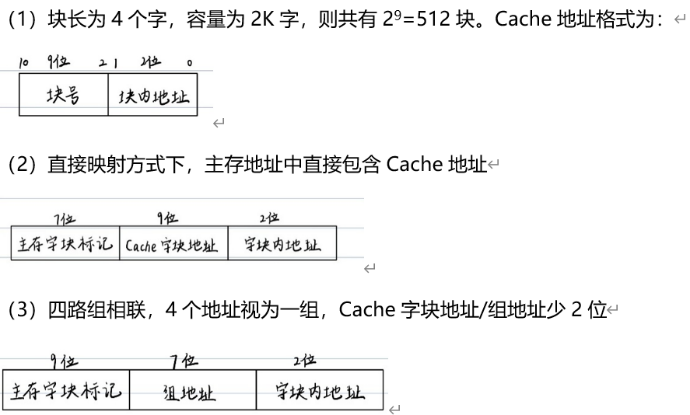 （1）块长为 4 个字，容量为 2K 字，则共有 2⁹=512 块。Cache 地址格式为：
10 9位 2 1 2位 0
块号 块内地址
（2）直接映射方式下，主存地址中直接包含 Cache 地址
7位 9位 2位
主存字块标记 Cache 字块地址 字块内地址
（3）四路组相联，4 个地址视为一组，Cache 字块地址/组地址少 2 位
9位 7位 2位
主存字块标记 组地址 字块内地址